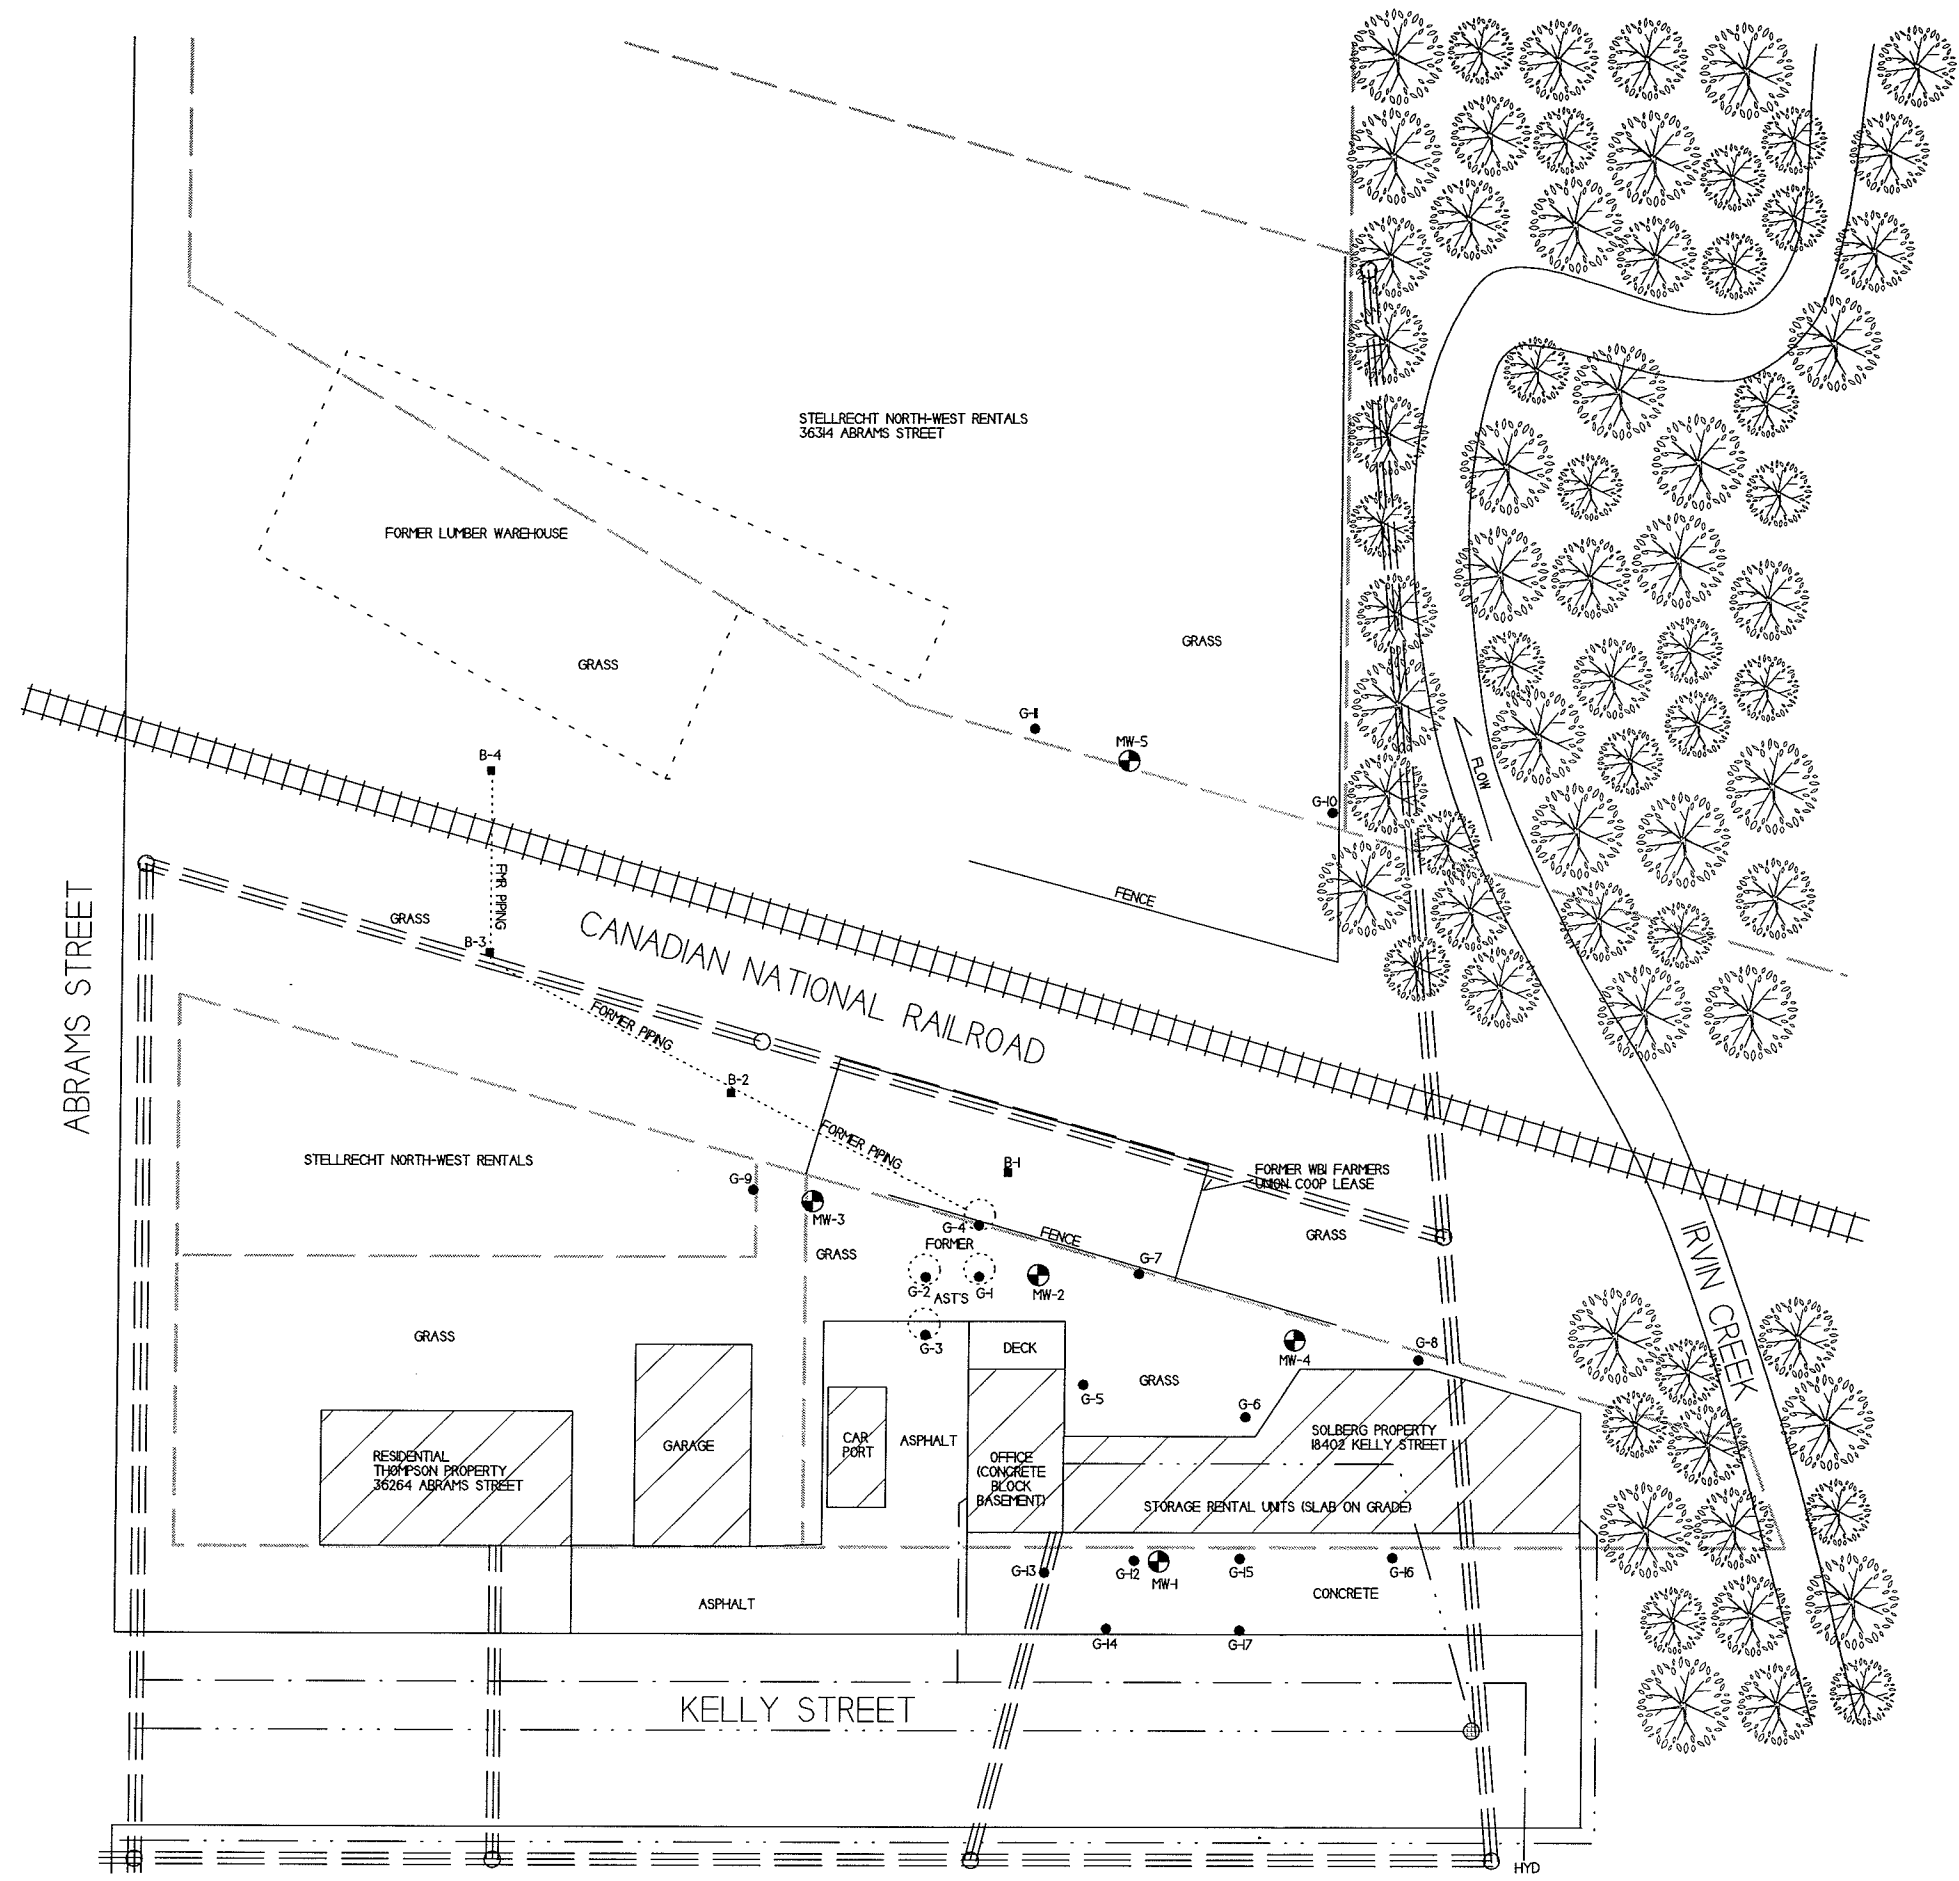 STELLRECHT NORTH-WEST RENTALS
36314 ABRAMS STREET
FORMER LUMBER WAREHOUSE
GRASS
GRASS
G-11
MW-5
FLOW
B-4
G-10
FMR PIPING
FENCE
GRASS
B-3
CANADIAN NATIONAL RAILROAD
ABRAMS STREET
FORMER PIPING
B-2
FORMER PIPING
STELLRECHT NORTH-WEST RENTALS
B-1
FORMER WBI FARMERS
UNION COOP LEASE
G-9
MW-3
G-4
FENCE
GRASS
FORMER
GRASS
G-7
IRVIN CREEK
G-2
AST'S
G-1
MW-2
GRASS
G-3
DECK
MW-4
G-8
G-5
GRASS
G-6
RESIDENTIAL
THOMPSON PROPERTY
36264 ABRAMS STREET
GARAGE
CAR
PORT
ASPHALT
OFFICE
(CONCRETE
BLOCK
BASEMENT)
SOLBERG PROPERTY
18402 KELLY STREET
STORAGE RENTAL UNITS (SLAB ON GRADE)
G-13
G-12
MW-1
G-15
G-16
ASPHALT
CONCRETE
G-14
G-17
KELLY STREET
HYD